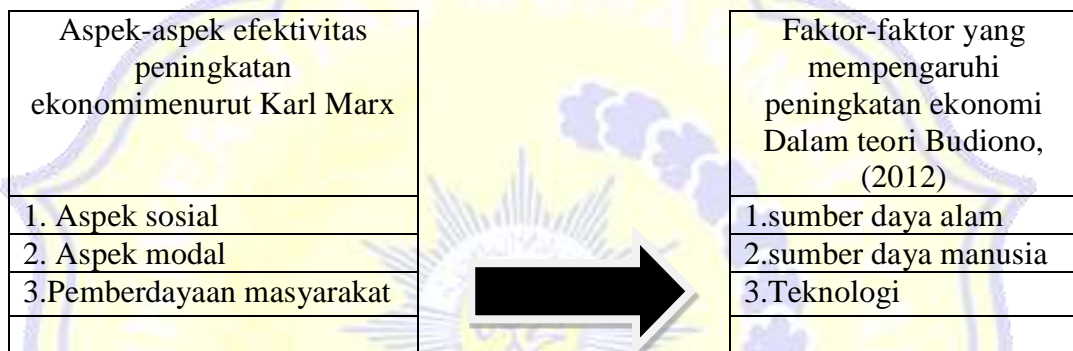 Aspek-aspek efektivitas
peningkatan
ekonomimenurut Karl Marx
1. Aspek sosial
2. Aspek modal
3.Pemberdayaan masyarakat
Faktor-faktor yang
mempengaruhi
peningkatan ekonomi
Dalam teori Budiono,
(2012)
1.sumber daya alam
2.sumber daya manusia
3.Teknologi